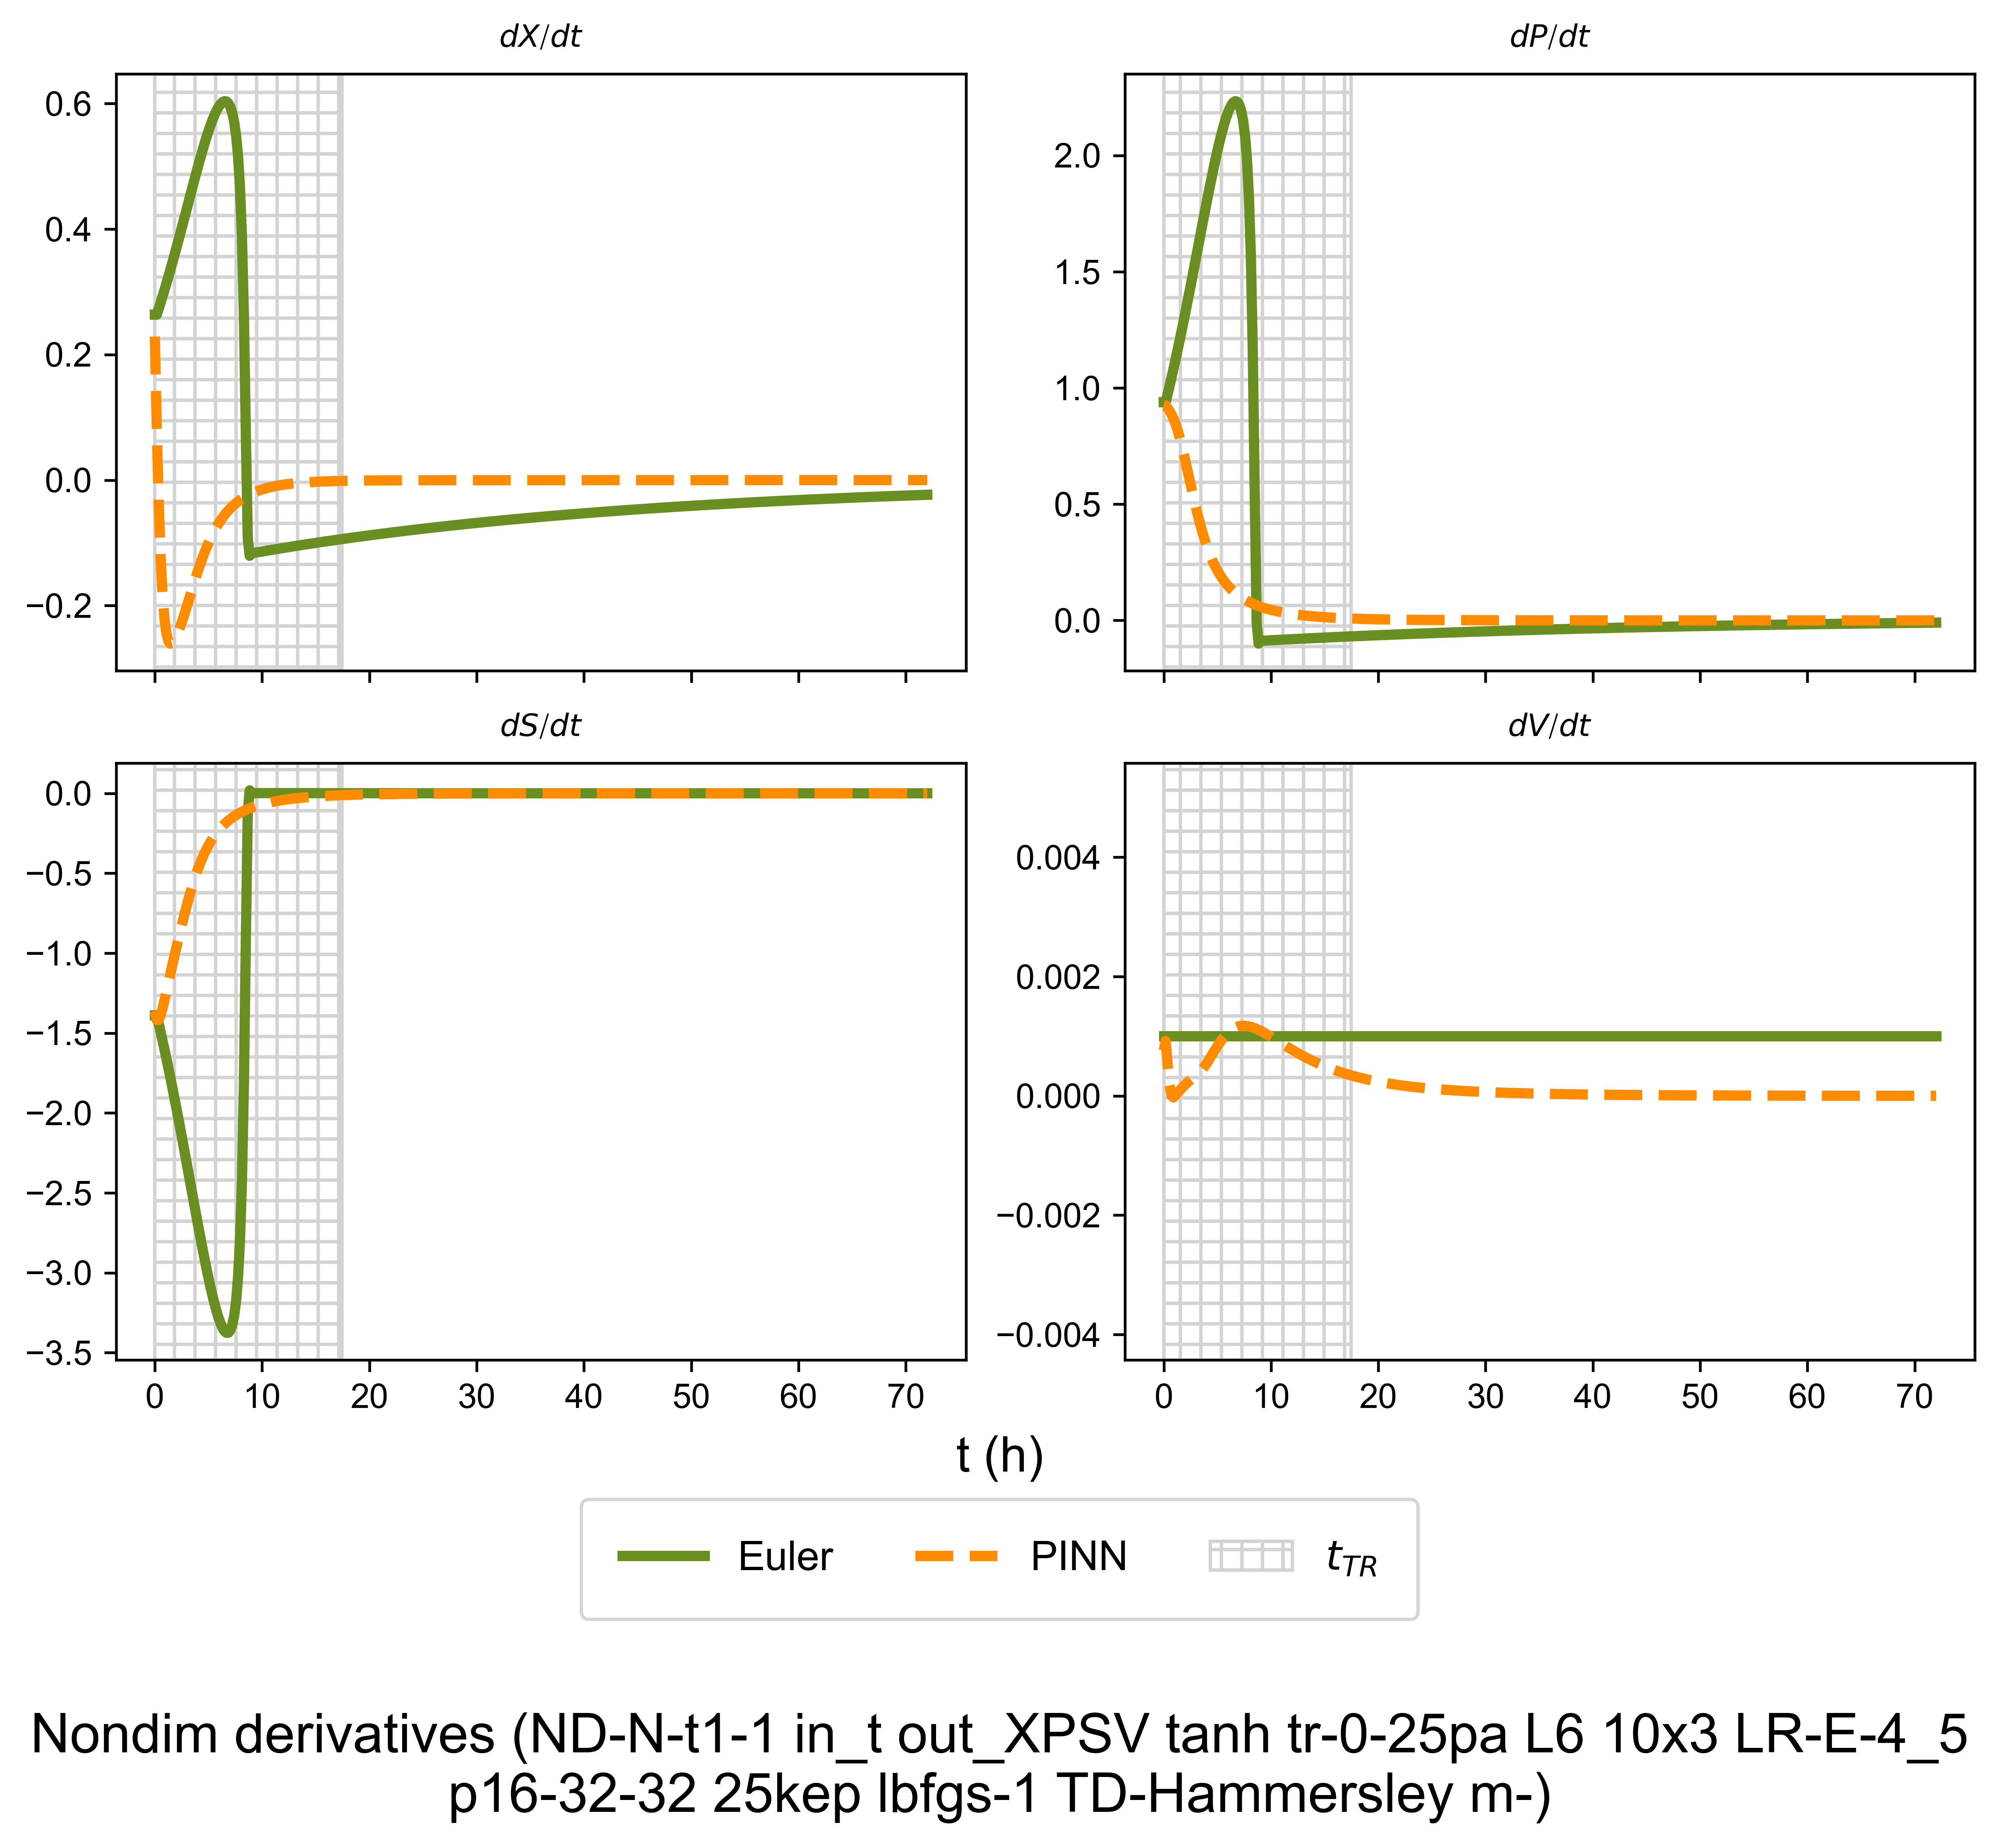 dX/dt
dP/dt
0.6
0.4
0.2
0.0
−0.2
2.0
1.5
1.0
0.5
0.0
dS/dt
dV/dt
0.0
−0.5
−1.0
−1.5
−2.0
−2.5
−3.0
−3.5
0.004
0.002
0.000
−0.002
−0.004
0 10 20 30 40 50 60 70
0 10 20 30 40 50 60 70
t (h)
Euler PINN t_TR
Nondim derivatives (ND-N-t1-1 in_t out_XPSV tanh tr-0-25pa L6 10x3 LR-E-4_5
p16-32-32 25kep lbfgs-1 TD-Hammersley m-)